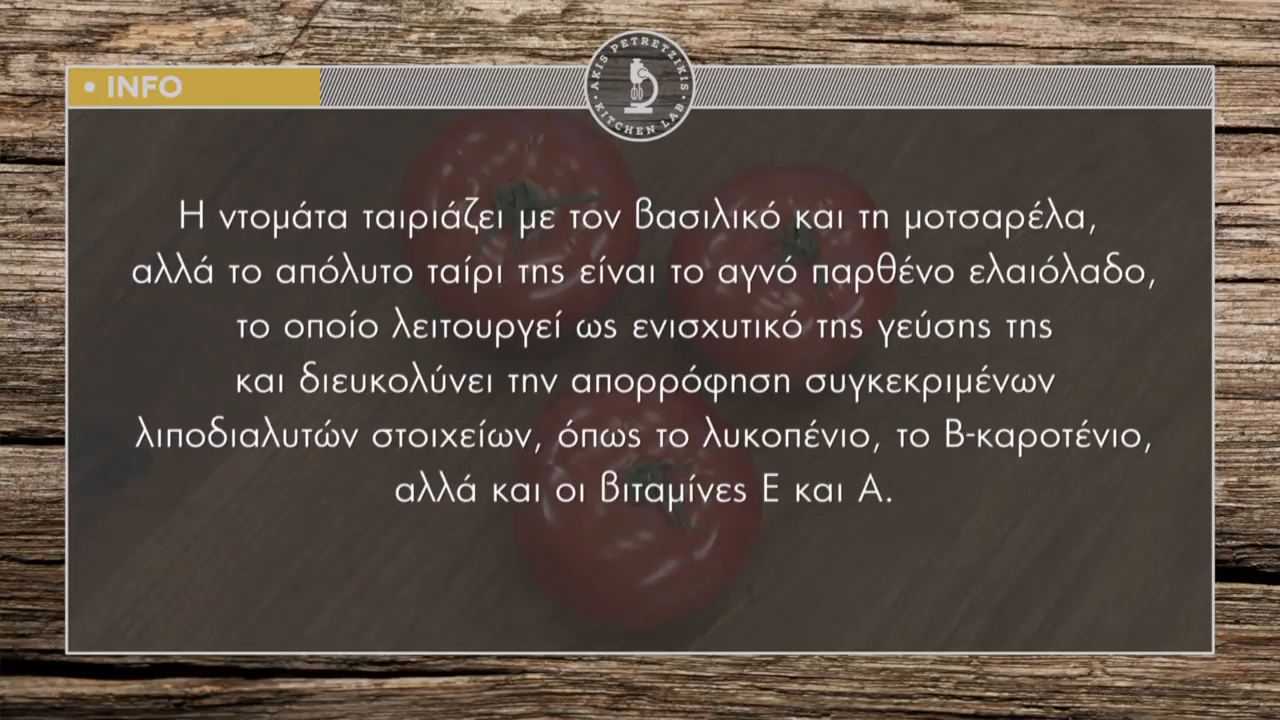 • INFO
AKIS PETRETZIKIS
• KITCHEN LAB •
Η ντομάτα ταιριάζει με τον βασιλικό και τη μοτσαρέλα,
αλλά το απόλυτο ταίρι της είναι το αγνό παρθένο ελαιόλαδο,
το οποίο λειτουργεί ως ενισχυτικό της γεύσης της
και διευκολύνει την απορρόφηση συγκεκριμένων
λιποδιαλυτών στοιχείων, όπως το λυκοπένιο, το Β-καροτένιο,
αλλά και οι βιταμίνες Ε και Α.